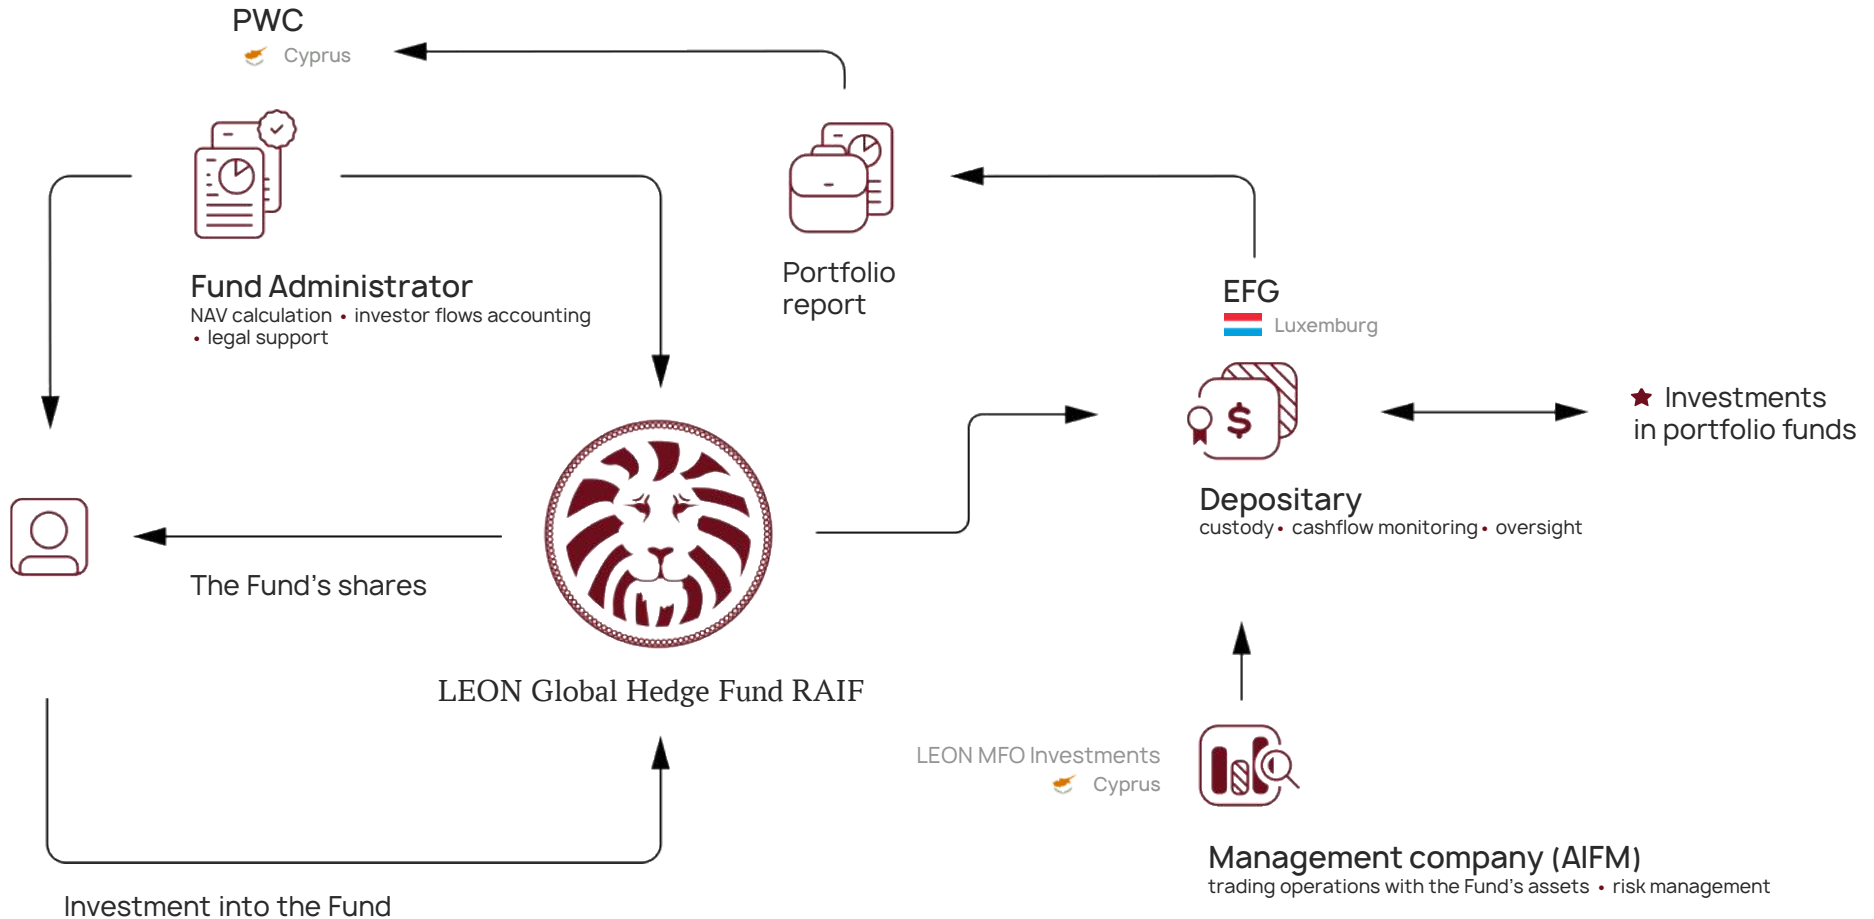 PWC
Cyprus
Fund Administrator
NAV calculation • investor flows accounting
• legal support
Portfolio
report
EFG
Luxemburg
$
Investments
in portfolio funds
Depositary
custody • cashflow monitoring • oversight
The Fund's shares
LEON Global Hedge Fund RAIF
LEON MFO Investments
Cyprus
Management company (AIFM)
trading operations with the Fund's assets • risk management
Investment into the Fund